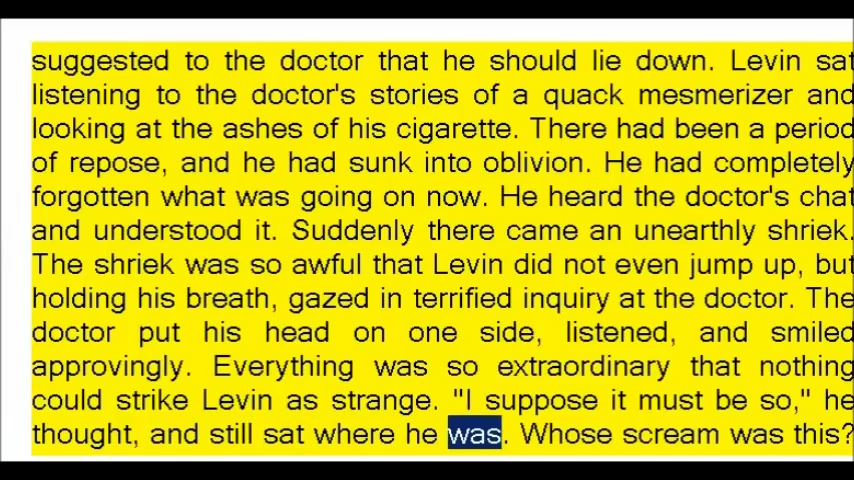 suggested to the doctor that he should lie down. Levin sat
listening to the doctor's stories of a quack mesmerizer and
looking at the ashes of his cigarette. There had been a period
of repose, and he had sunk into oblivion. He had completely
forgotten what was going on now. He heard the doctor's chat
and understood it. Suddenly there came an unearthly shriek.
The shriek was so awful that Levin did not even jump up, but
holding his breath, gazed in terrified inquiry at the doctor. The
doctor put his head on one side, listened, and smiled
approvingly. Everything was so extraordinary that nothing
could strike Levin as strange. "I suppose it must be so," he
thought, and still sat where he was. Whose scream was this?